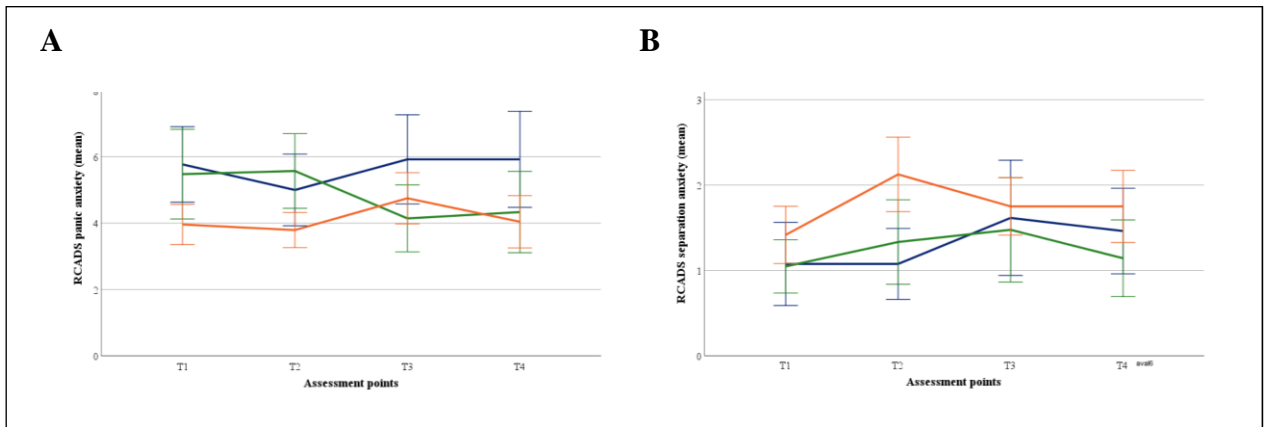 A
B
RCADS panic anxiety (mean)
6
4
2
0
T1 T2 T3 T4
Assessment points
RCADS separation anxiety (mean)
3
2
1
0
T1 T2 T3 T4
Assessment points